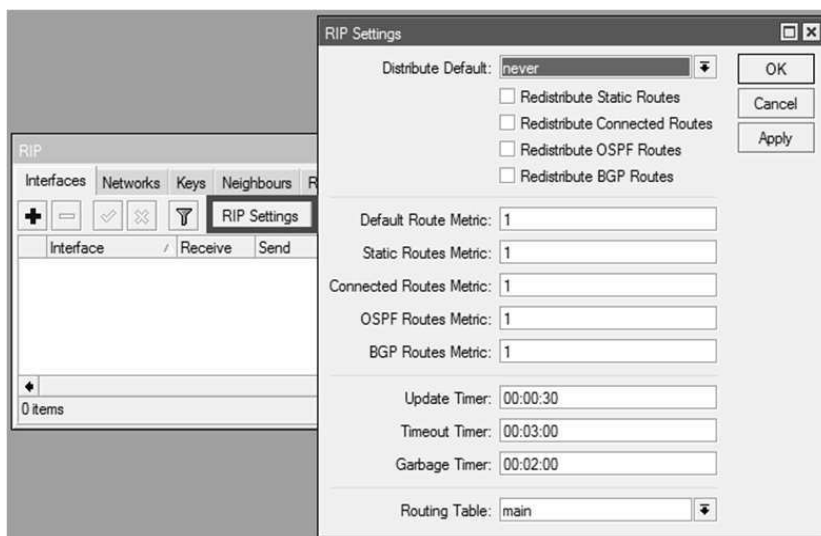 RIP
Interfaces Networks Keys Neighbours R
RIP Settings
Interface / Receive Send
0 items
RIP Settings
Distribute Default: never
Redistribute Static Routes
Redistribute Connected Routes
Redistribute OSPF Routes
Redistribute BGP Routes
Default Route Metric: 1
Static Routes Metric: 1
Connected Routes Metric: 1
OSPF Routes Metric: 1
BGP Routes Metric: 1
Update Timer: 00:00:30
Timeout Timer: 00:03:00
Garbage Timer: 00:02:00
Routing Table: main
OK
Cancel
Apply